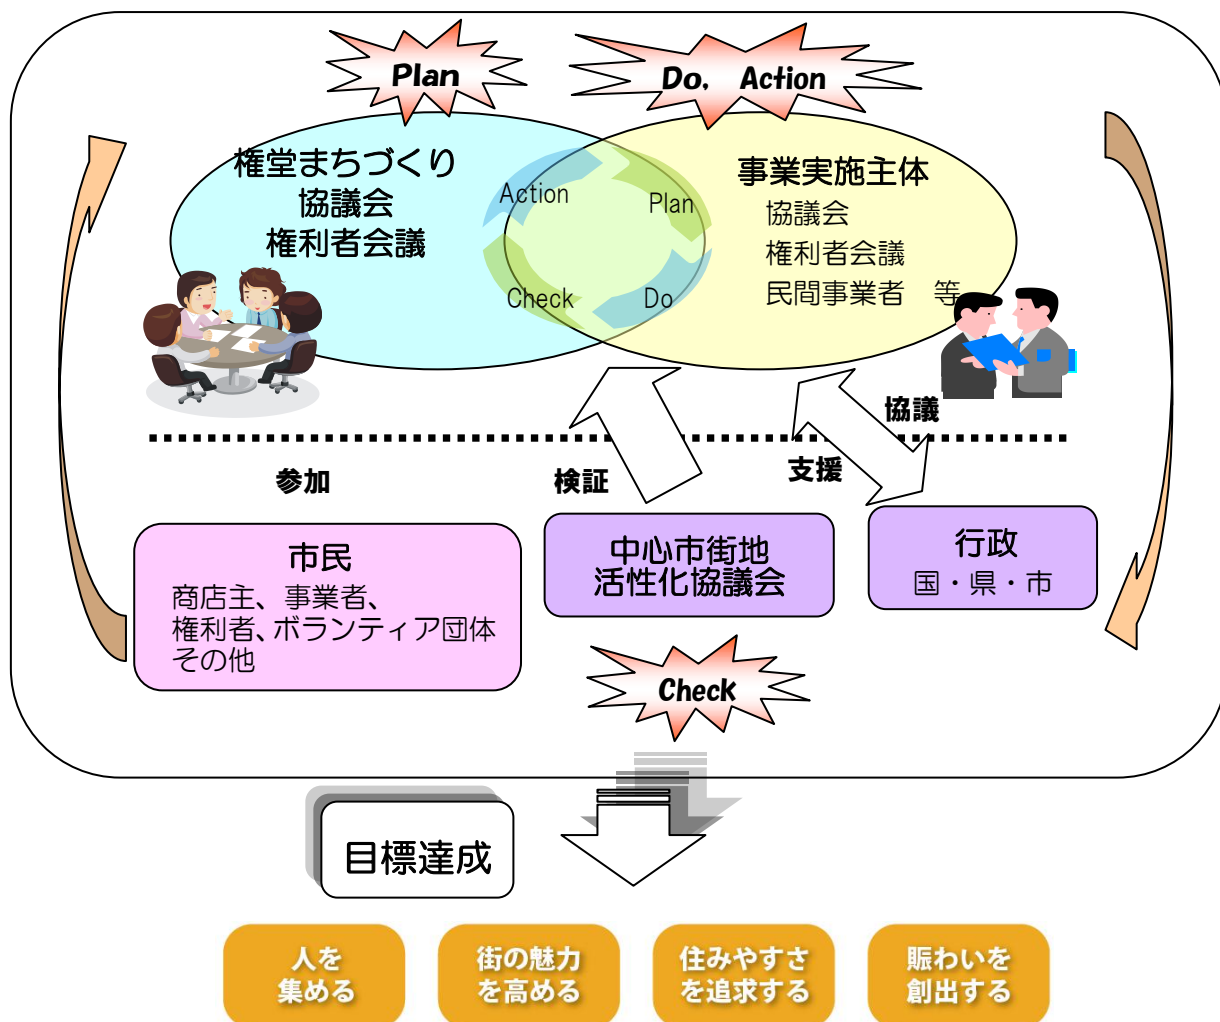 Plan
Do, Action
権堂まちづくり
協議会
権利者会議
Action
Plan
Check
Do
事業実施主体
協議会
権利者会議
民間事業者　等
協議
参加
検証
支援
市民
商店主、事業者、
権利者、ボランティア団体
その他
中心市街地
活性化協議会
行政
国・県・市
Check
目標達成
人を
集める
街の魅力
を高める
住みやすさ
を追求する
賑わいを
創出する